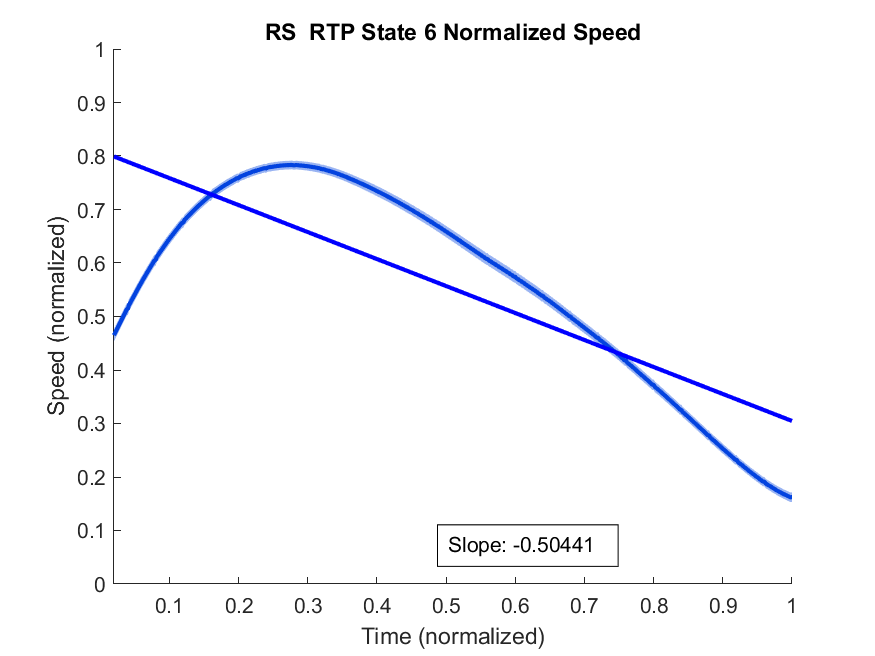 RS  RTP State 6 Normalized Speed
1
0.9
0.8
0.7
0.6
0.5
0.4
0.3
0.2
0.1
0
Speed (normalized)
Slope: -0.50441
0.1 0.2 0.3 0.4 0.5 0.6 0.7 0.8 0.9 1
Time (normalized)